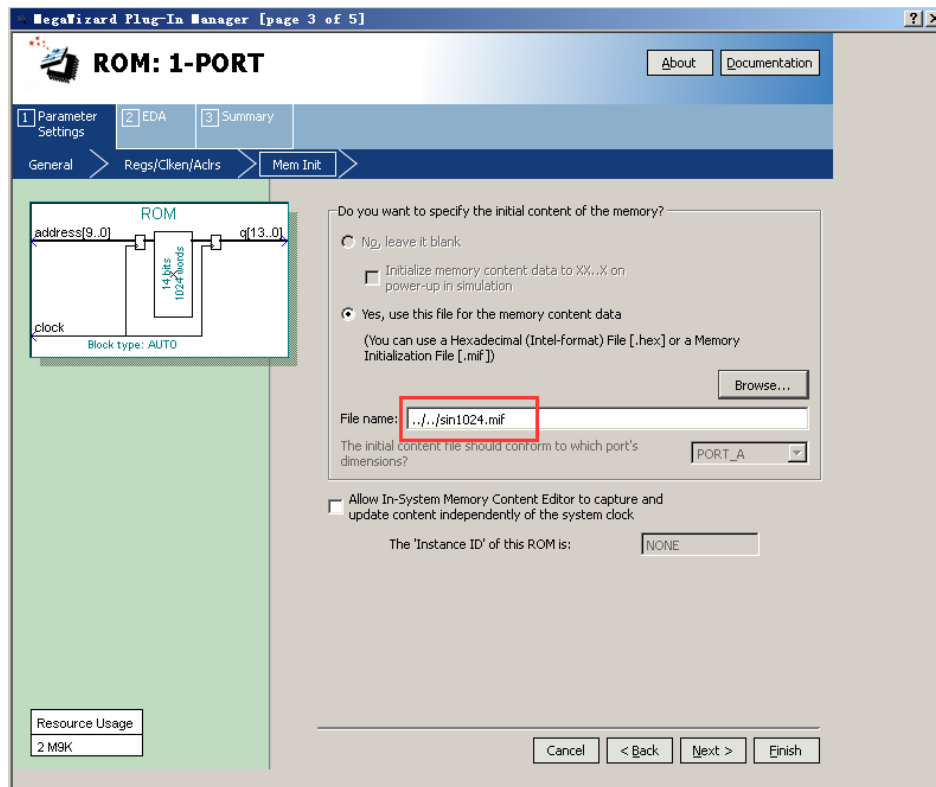 MegaWizard Plug-In Manager [page 3 of 5]
ROM: 1-PORT
About
Documentation
1 Parameter Settings
2 EDA
3 Summary
General
Regs/Clken/Aclrs
Mem Init
ROM
address[9..0]
q[13..0]
14 bits
1024 words
clock
Block type: AUTO
Do you want to specify the initial content of the memory?
No, leave it blank
Initialize memory content data to XX..X on
power-up in simulation
Yes, use this file for the memory content data
(You can use a Hexadecimal (Intel-format) File [.hex] or a Memory
Initialization File [.mif])
Browse...
File name:
../../sin1024.mif
The initial content file should conform to which port's
dimensions?
PORT_A
Allow In-System Memory Content Editor to capture and
update content independently of the system clock
The 'Instance ID' of this ROM is:
NONE
Resource Usage
2 M9K
Cancel
< Back
Next >
Finish